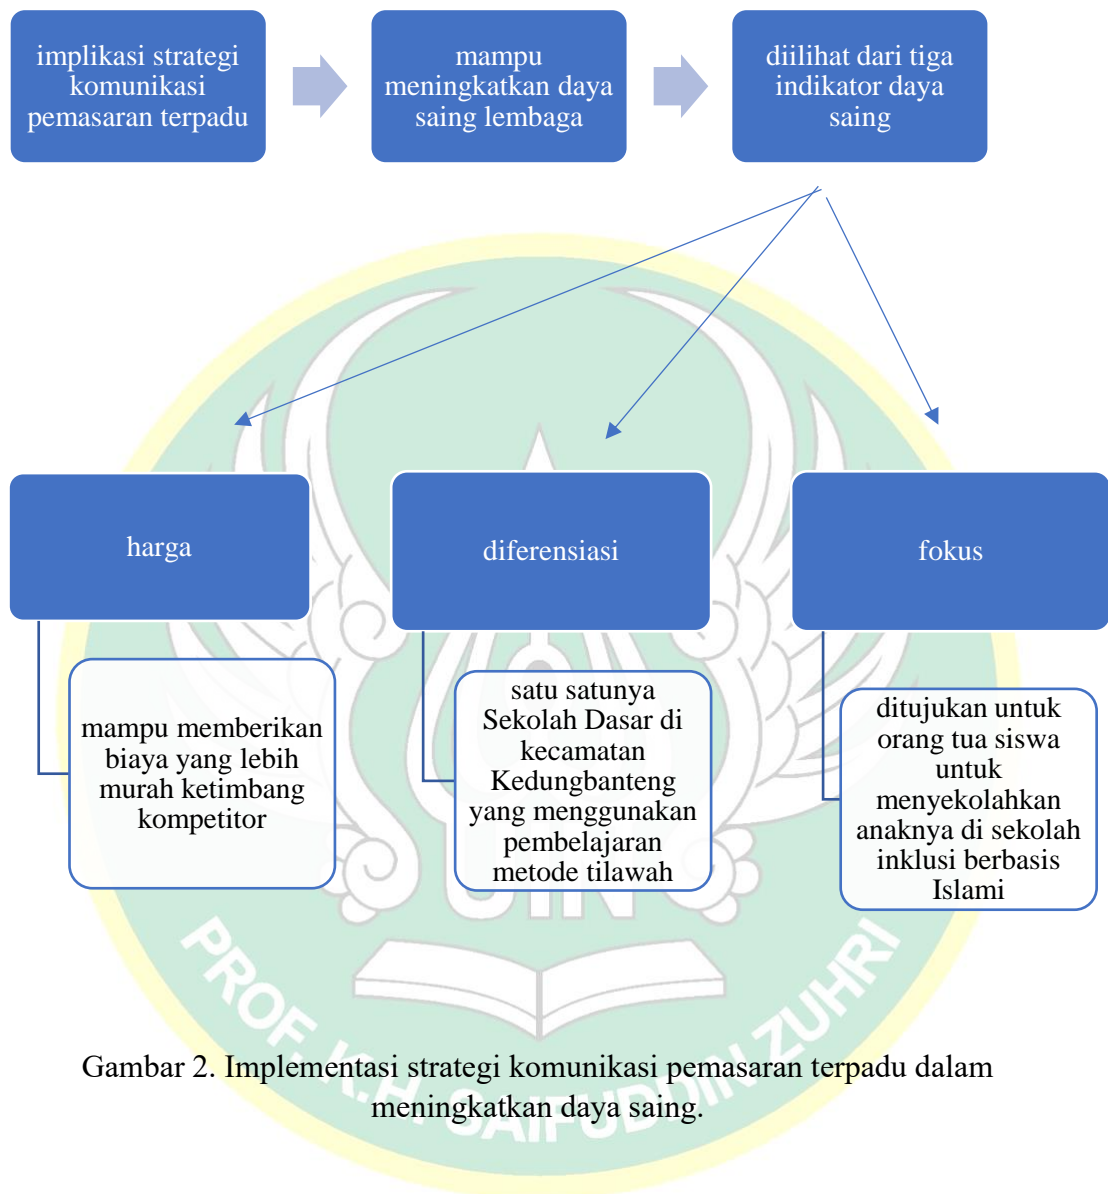 implikasi strategi
komunikasi
pemasaran terpadu
mampu
meningkatkan daya
saing lembaga
diilihat dari tiga
indikator daya
saing
harga
diferensiasi
fokus
mampu memberikan
biaya yang lebih
murah ketimbang
kompetitor
satu satunya
Sekolah Dasar di
kecamatan
Kedungbanteng
yang menggunakan
pembelajaran
metode tilawah
ditujukan untuk
orang tua siswa
untuk
menyekolahkan
anaknya di sekolah
inklusi berbasis
Islami
UIN
PROF. K.H. SAIFUDDIN ZUHRI
Gambar 2. Implementasi strategi komunikasi pemasaran terpadu dalam
meningkatkan daya saing.